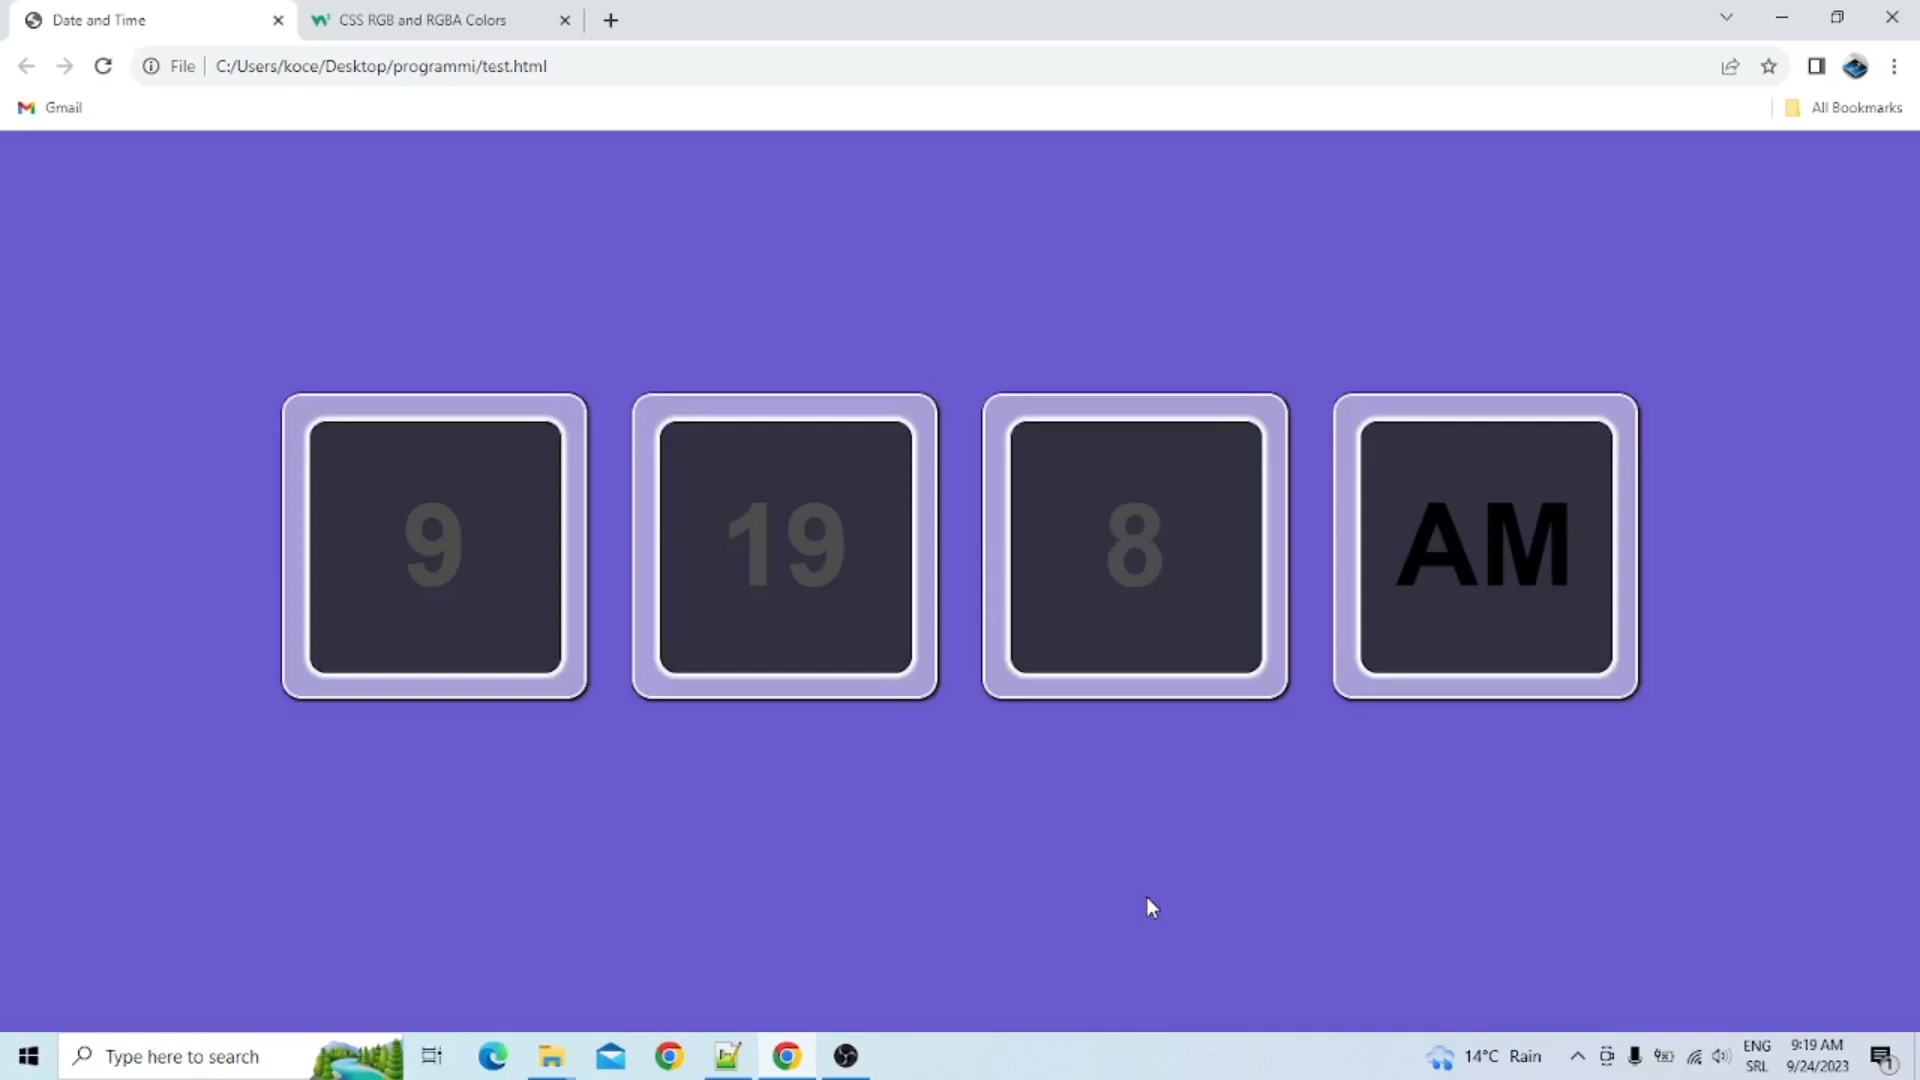 Date and Time
CSS RGB and RGBA Colors
File
C:/Users/koce/Desktop/programmi/test.html
Gmail
All Bookmarks
9
19
8
AM
Type here to search
14°C Rain
ENG
SRL
9:19 AM
9/24/2023
1